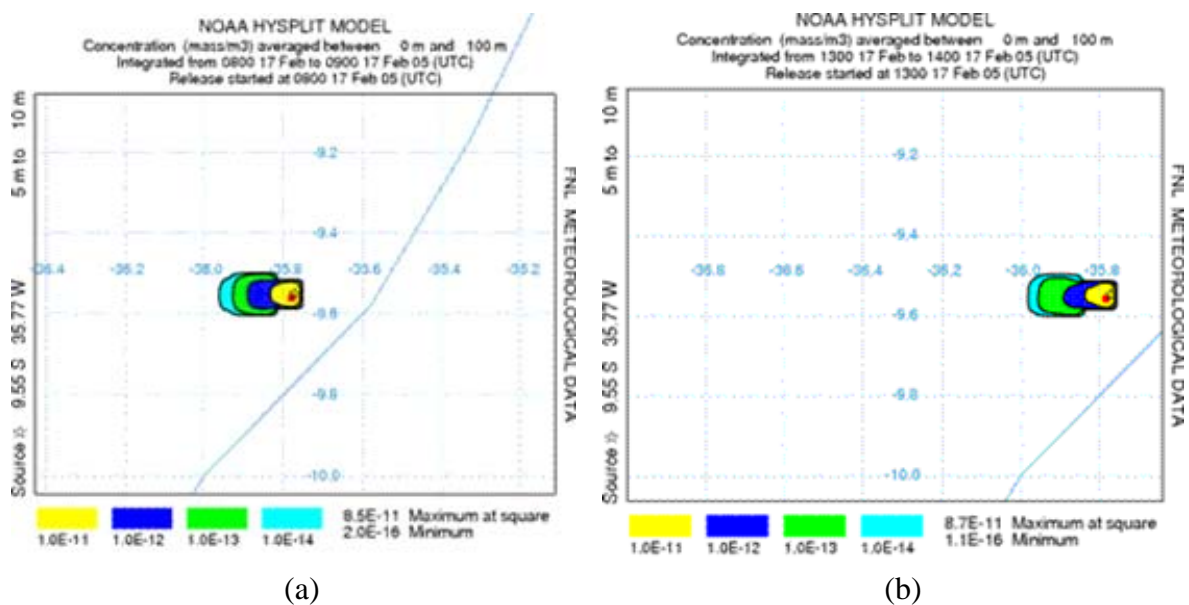 NOAA HYSPLIT MODEL
Concentration (mass/m3) averaged between 0 m and 100 m
Integrated from 0800 17 Feb to 0900 17 Feb 05 (UTC)
Release started at 0800 17 Feb 05 (UTC)
Source » 9.55 S 35.77 W 5 m to 10 m
-9.2
-9.4
-36.4 -36.2 -36.0 -35.8 -35.6 -35.4 -35.2
-9.6
-9.8
-10.0
FNL METEOROLOGICAL DATA
1.0E-11 1.0E-12 1.0E-13 1.0E-14
8.5E-11 Maximum at square
2.0E-16 Minimum
(a)
NOAA HYSPLIT MODEL
Concentration (mass/m3) averaged between 0 m and 100 m
Integrated from 1300 17 Feb to 1400 17 Feb 05 (UTC)
Release started at 1300 17 Feb 05 (UTC)
Source » 9.55 S 35.77 W 5 m to 10 m
-9.2
-9.4
-36.8 -36.6 -36.4 -36.2 -36.0 -35.8
-9.6
-9.8
-10.0
FNL METEOROLOGICAL DATA
1.0E-11 1.0E-12 1.0E-13 1.0E-14
8.7E-11 Maximum at square
1.1E-16 Minimum
(b)